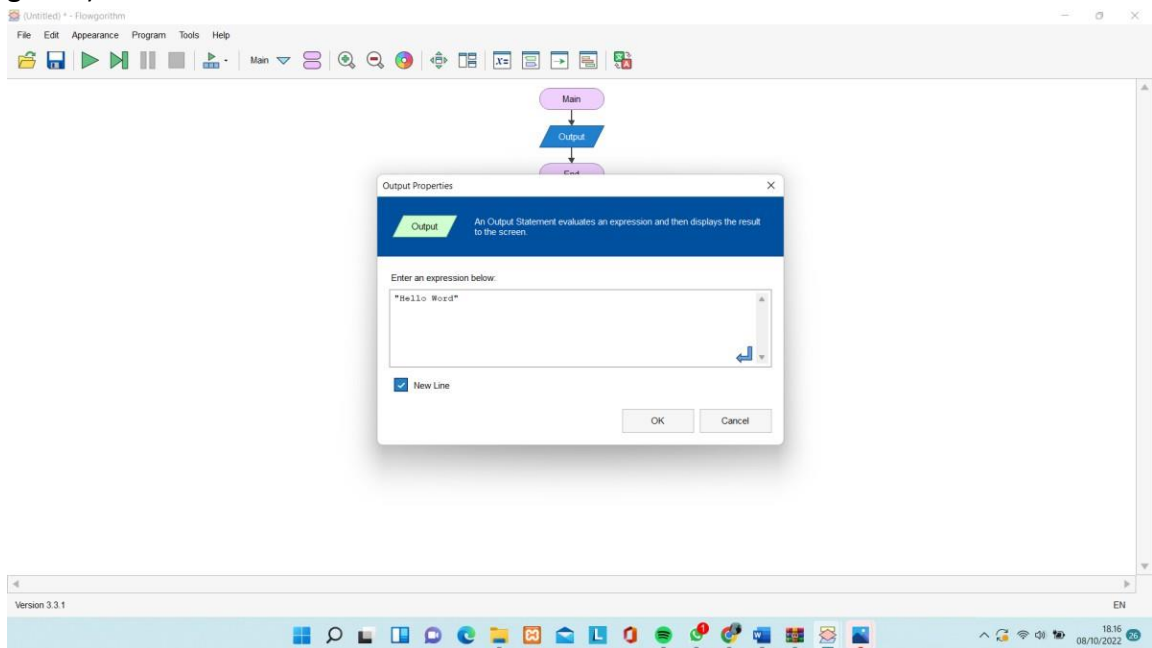 (Untitled) * - Flowgorithm
File Edit Appearance Program Tools Help
Main
Main
Output
End
Output Properties
Output
An Output Statement evaluates an expression and then displays the result
to the screen.
Enter an expression below:
"Hello Word"
New Line
OK Cancel
Version 3.3.1 EN
18.16
08/10/2022
26